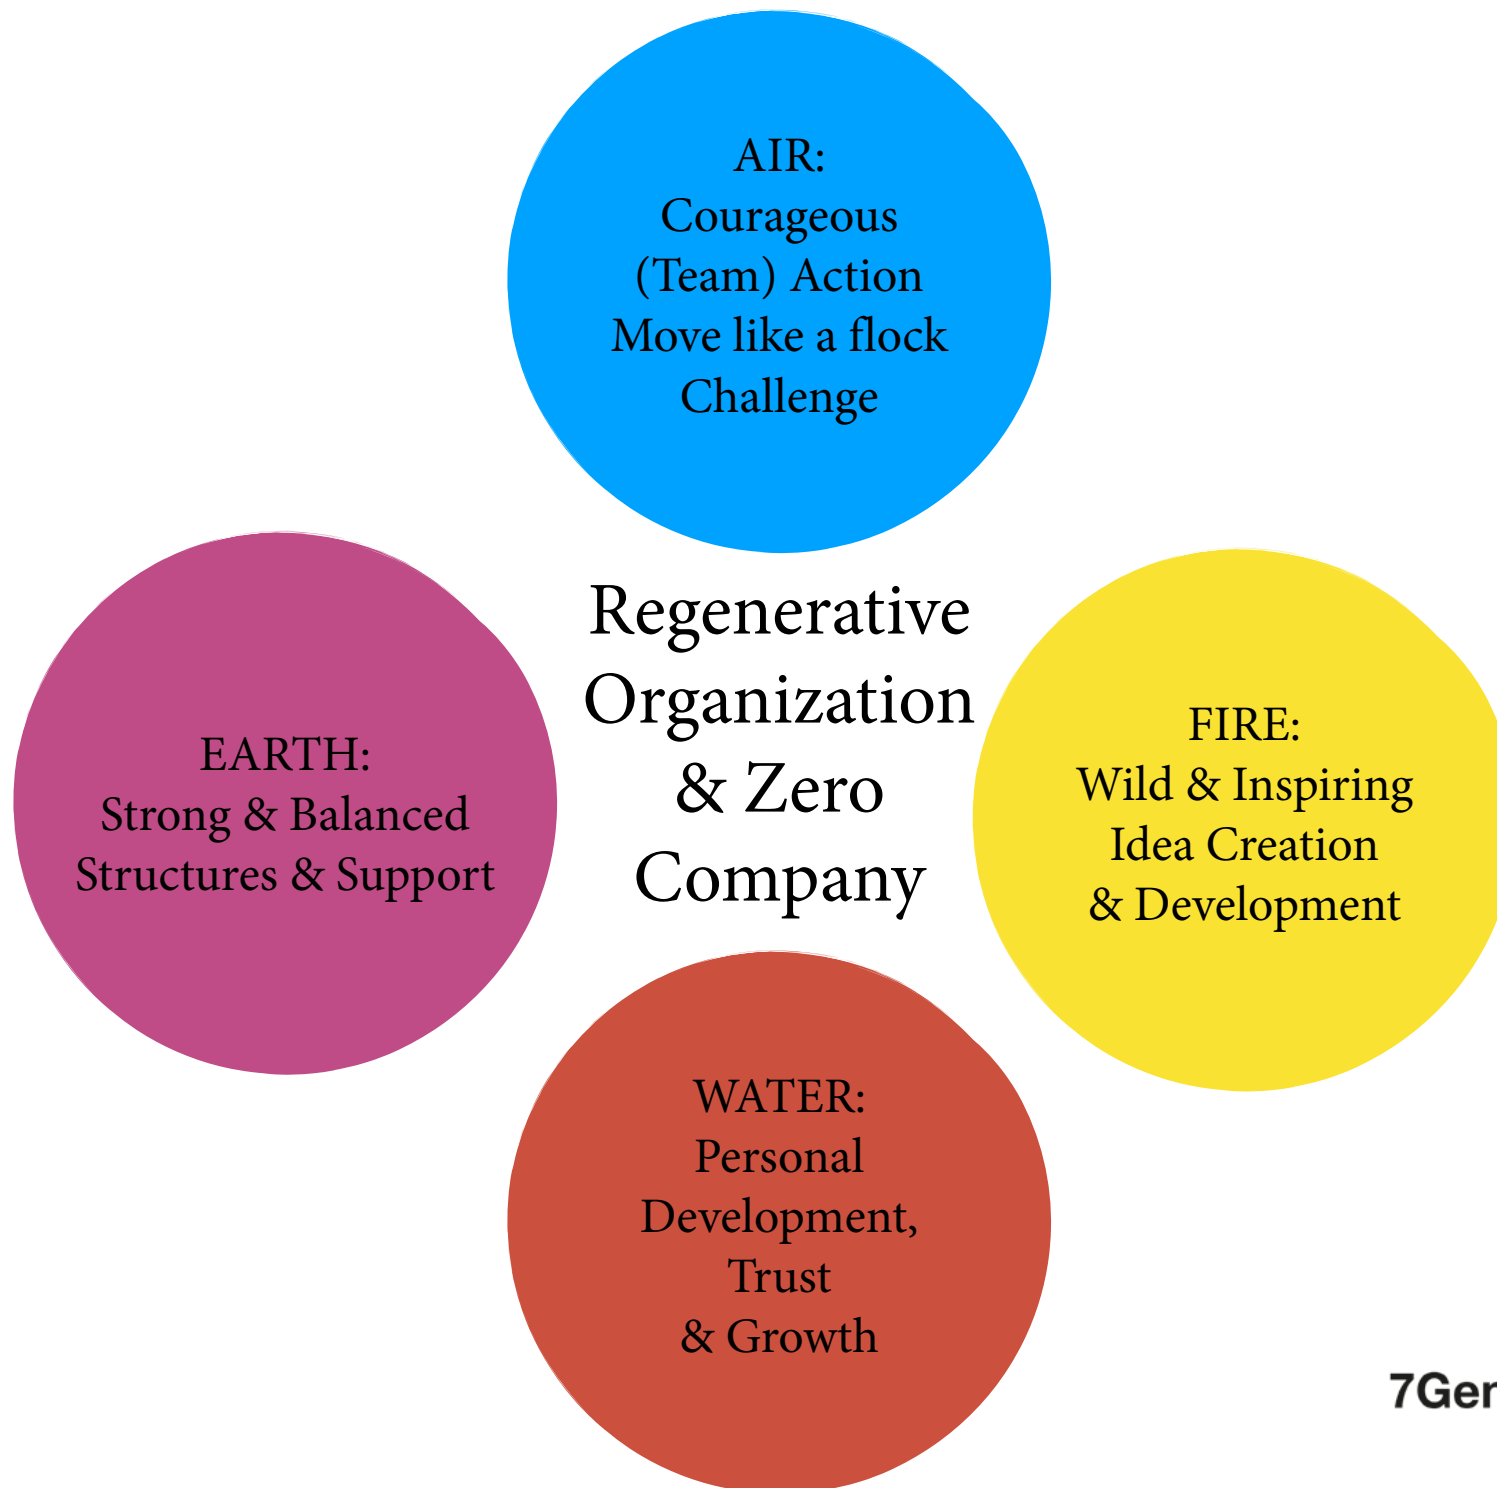 AIR:
Courageous
(Team) Action
Move like a flock
Challenge
Regenerative
Organization
& Zero
Company
EARTH:
Strong & Balanced
Structures & Support
FIRE:
Wild & Inspiring
Idea Creation
& Development
WATER:
Personal
Development,
Trust
& Growth
7Gen